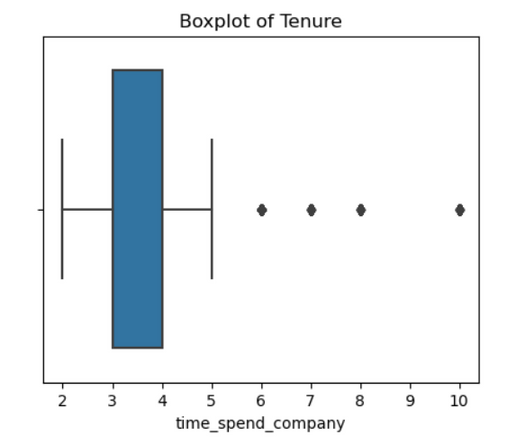 Boxplot of Tenure
2 3 4 5 6 7 8 9 10
time_spend_company